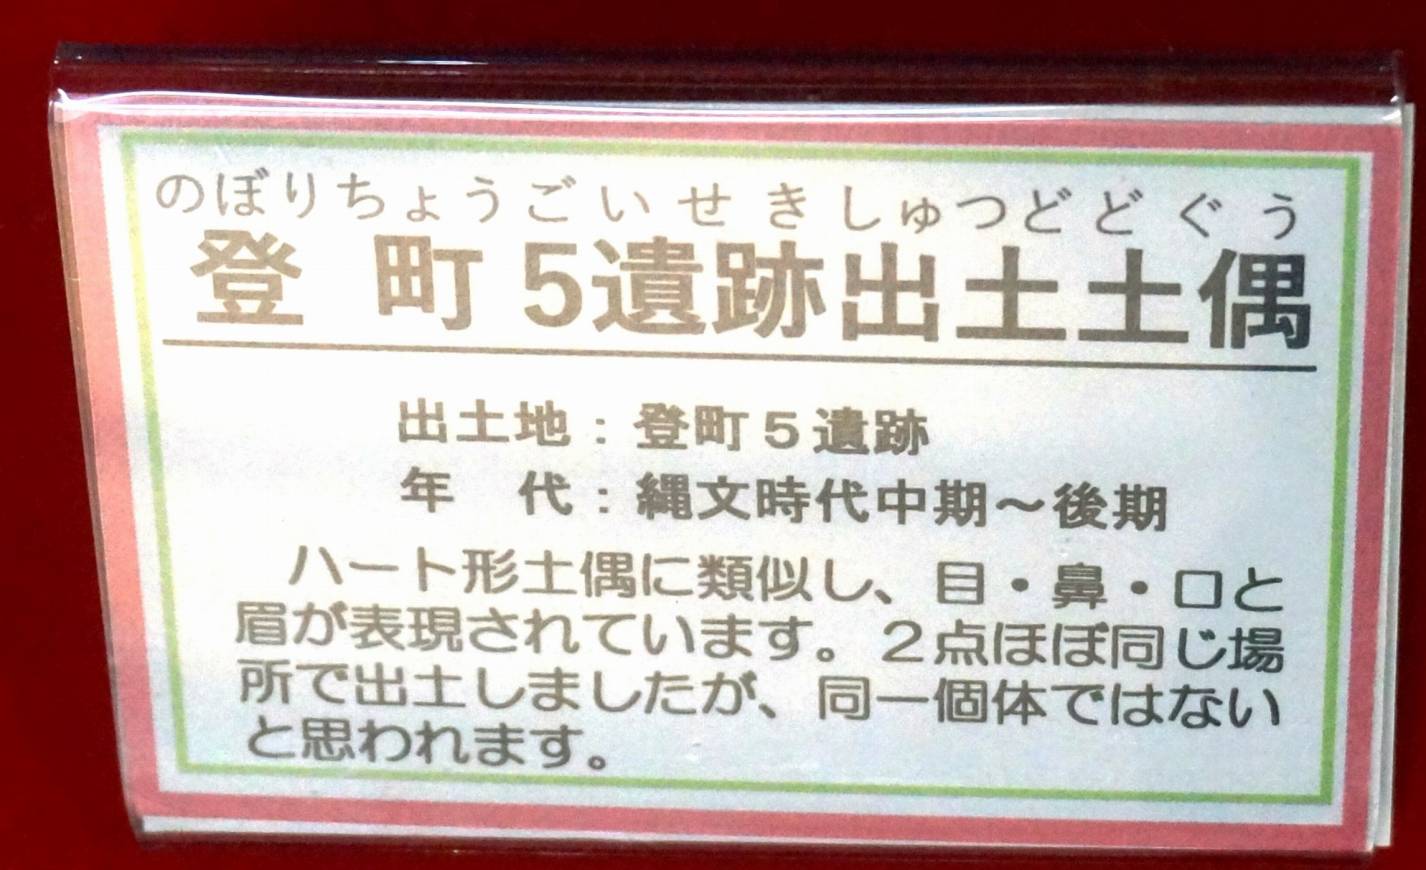 のぼりちょうごいせきしゅつどどぐう
登町5遺跡出土土偶
出土地：登町５遺跡
年　代：縄文時代中期～後期
ハート形土偶に類似し、目・鼻・口と
眉が表現されています。２点ほぼ同じ場
所で出土しましたが、同一個体ではない
と思われます。